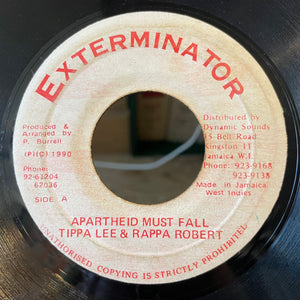 EXTERMINATOR
Produced &
Arranged by
P. Burrell
(P)(C) 1990
Phone:
92-61204
62036
SIDE A
Distributed by
Dynamic Sounds
15-Bell Road
Kingston 11
Jamaica W.I.
Phone: 923-9168
923-9138
Made in Jamaica
West Indies
APARTHEID MUST FALL
TIPPA LEE & RAPPA ROBERT
UNAUTHORISED COPYING IS STRICTLY PROHIBITED